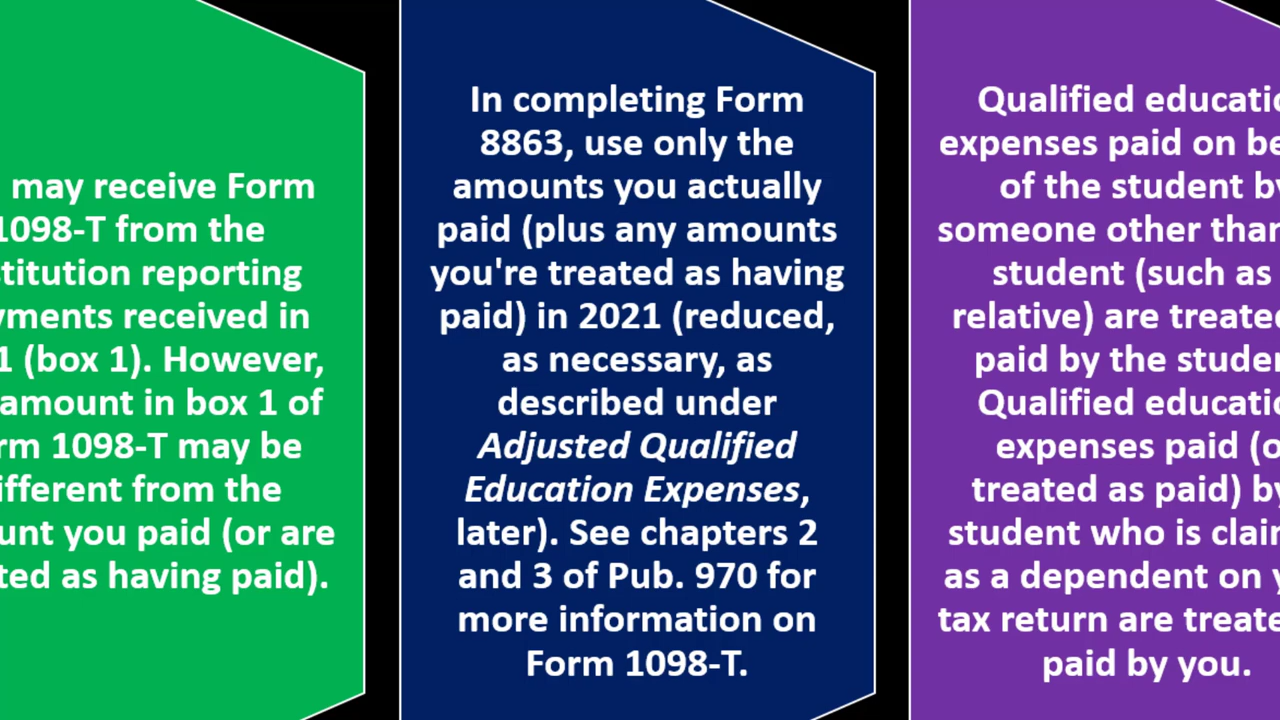 may receive Form
1098-T from the
titution reporting
yments received in
1 (box 1). However,
amount in box 1 of
rm 1098-T may be
ifferent from the
unt you paid (or are
ted as having paid).
In completing Form
8863, use only the
amounts you actually
paid (plus any amounts
you're treated as having
paid) in 2021 (reduced,
as necessary, as
described under
Adjusted Qualified
Education Expenses,
later). See chapters 2
and 3 of Pub. 970 for
more information on
Form 1098-T.
Qualified educatio
expenses paid on be
of the student by
someone other than
student (such as
relative) are treated
paid by the studen
Qualified educatio
expenses paid (o
treated as paid) by
student who is clain
as a dependent on y
tax return are treate
paid by you.